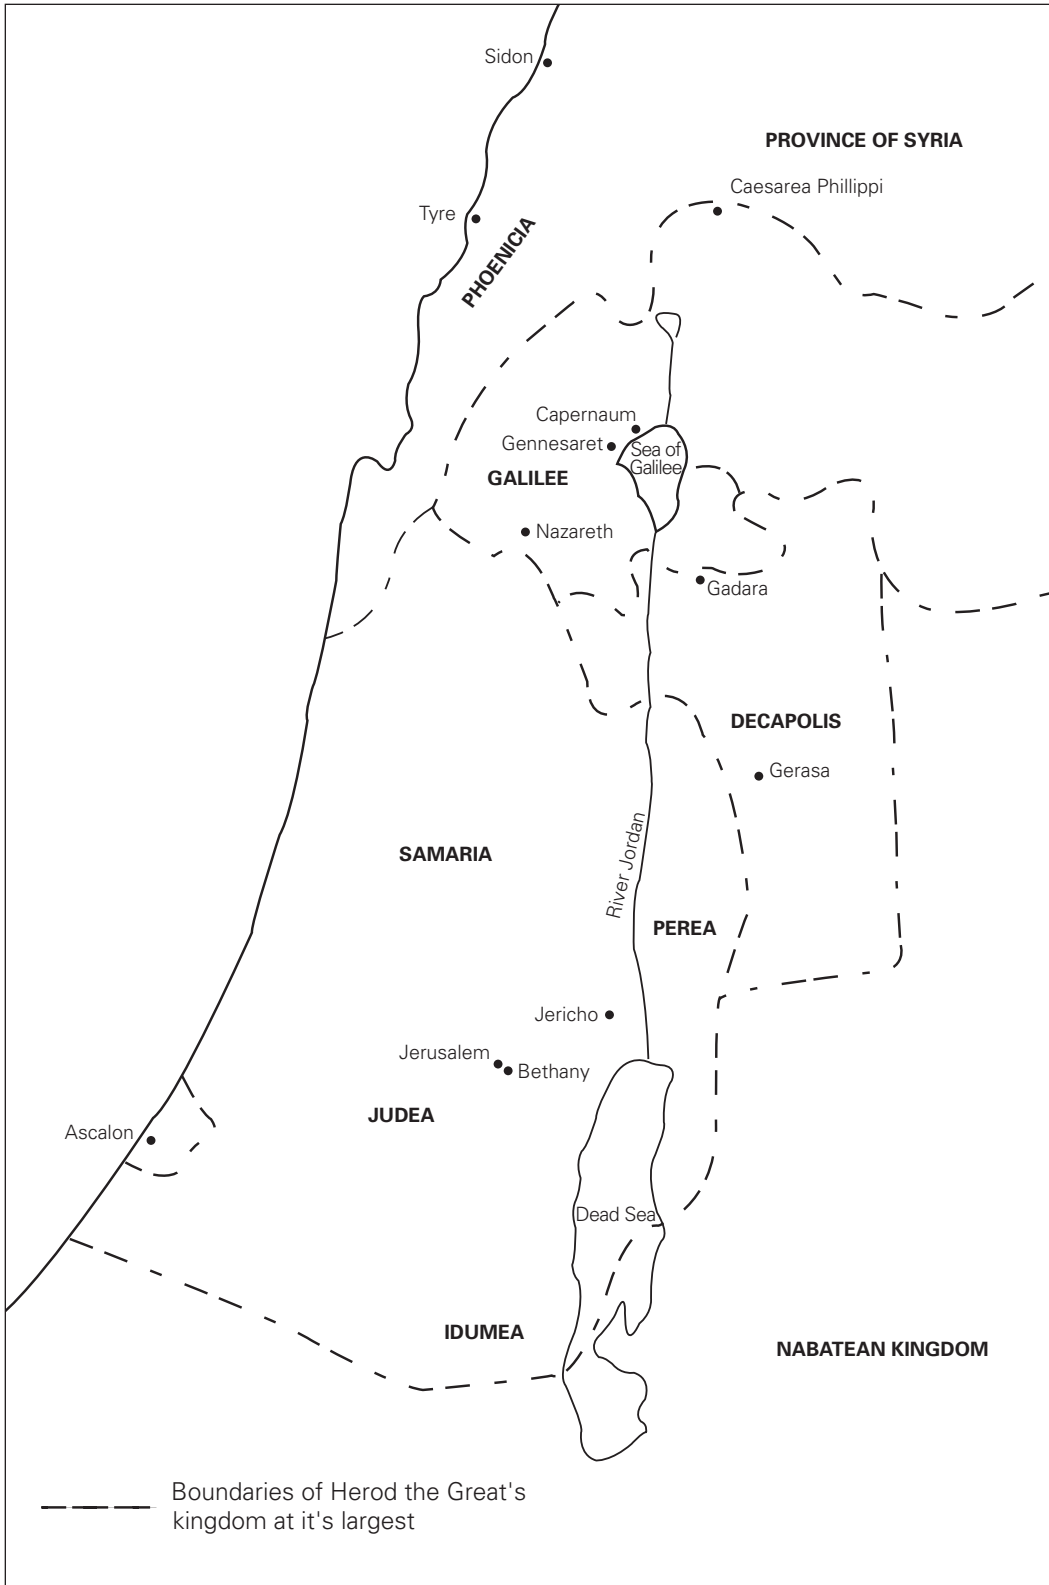 Sidon
PROVINCE OF SYRIA
Caesarea Phillippi
Tyre
PHOENICIA
Capernaum
Gennesaret
Sea of
Galilee
GALILEE
Nazareth
Gadara
DECAPOLIS
Gerasa
SAMARIA
River Jordan
PEREA
Jericho
Jerusalem
Bethany
JUDEA
Ascalon
Dead Sea
IDUMEA
NABATEAN KINGDOM
Boundaries of Herod the Great's
kingdom at it's largest